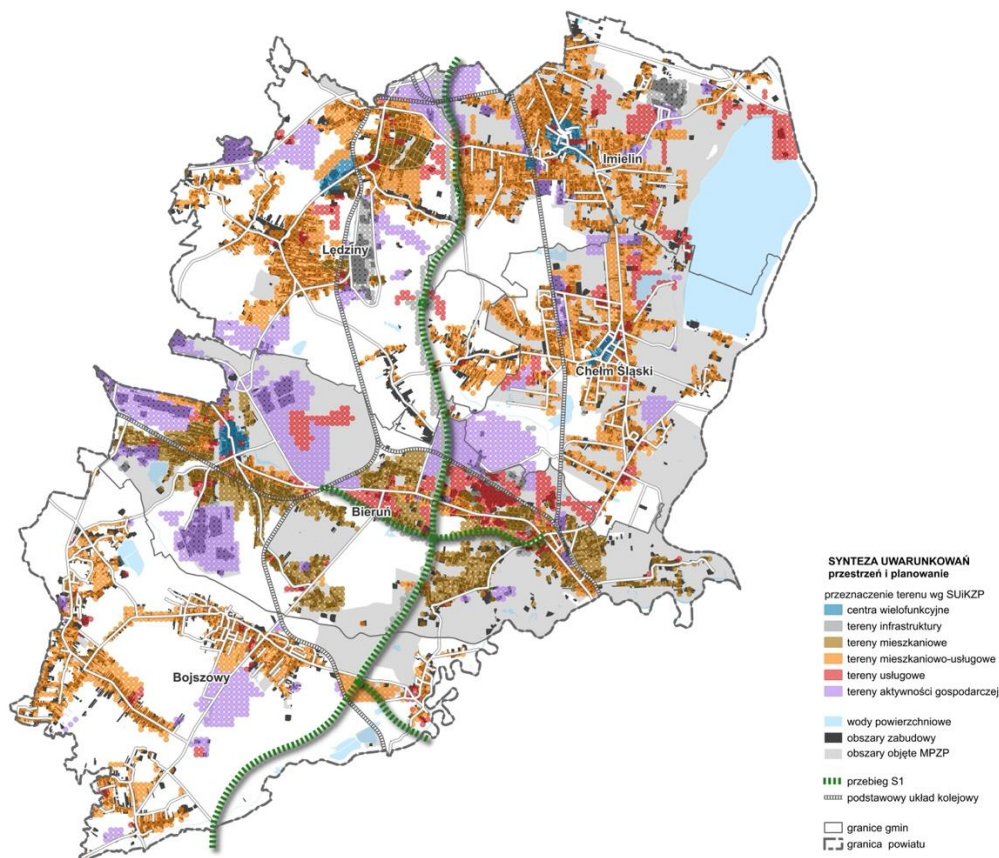 Imielin
Lędziny
Chełm Śląski
Bieruń
Bojszowy
SYNTEZA UWARUNKOWAŃ
przestrzeń i planowanie
przeznaczenie terenu wg SUiKZP
centra wielofunkcyjne
tereny infrastruktury
tereny mieszkaniowe
tereny mieszkaniowo-usługowe
tereny usługowe
tereny aktywności gospodarczej
wody powierzchniowe
obszary zabudowy
obszary objęte MPZP
przebieg S1
podstawowy układ kolejowy
granice gmin
granica powiatu